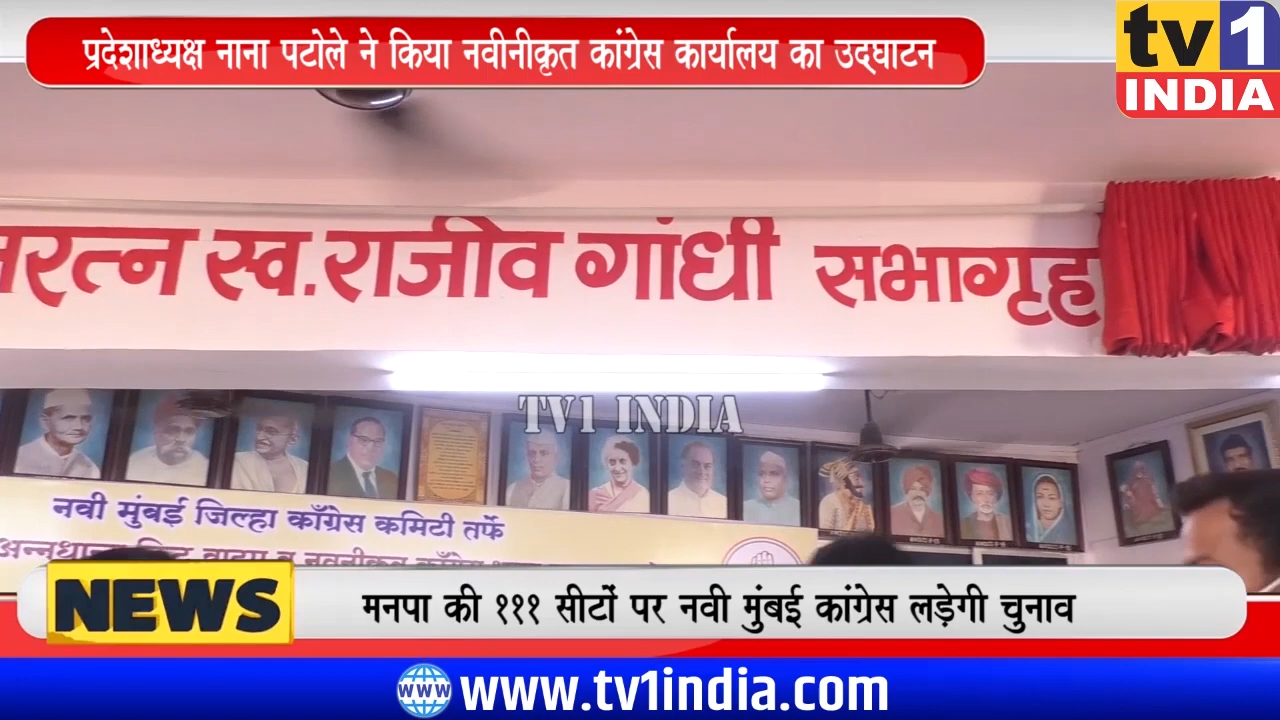 प्रदेशाध्यक्ष नाना पटोले ने किया नवीनीकृत कांग्रेस कार्यालय का उद्घाटन
tv1
INDIA
स्व. राजीव गांधी सभागृह
TV1 INDIA
नवी मुंबई जिल्हा काँग्रेस कमिटी तर्फे
NEWS
मनपा की १११ सीटों पर नवी मुंबई कांग्रेस लड़ेगी चुनाव
www.tv1india.com